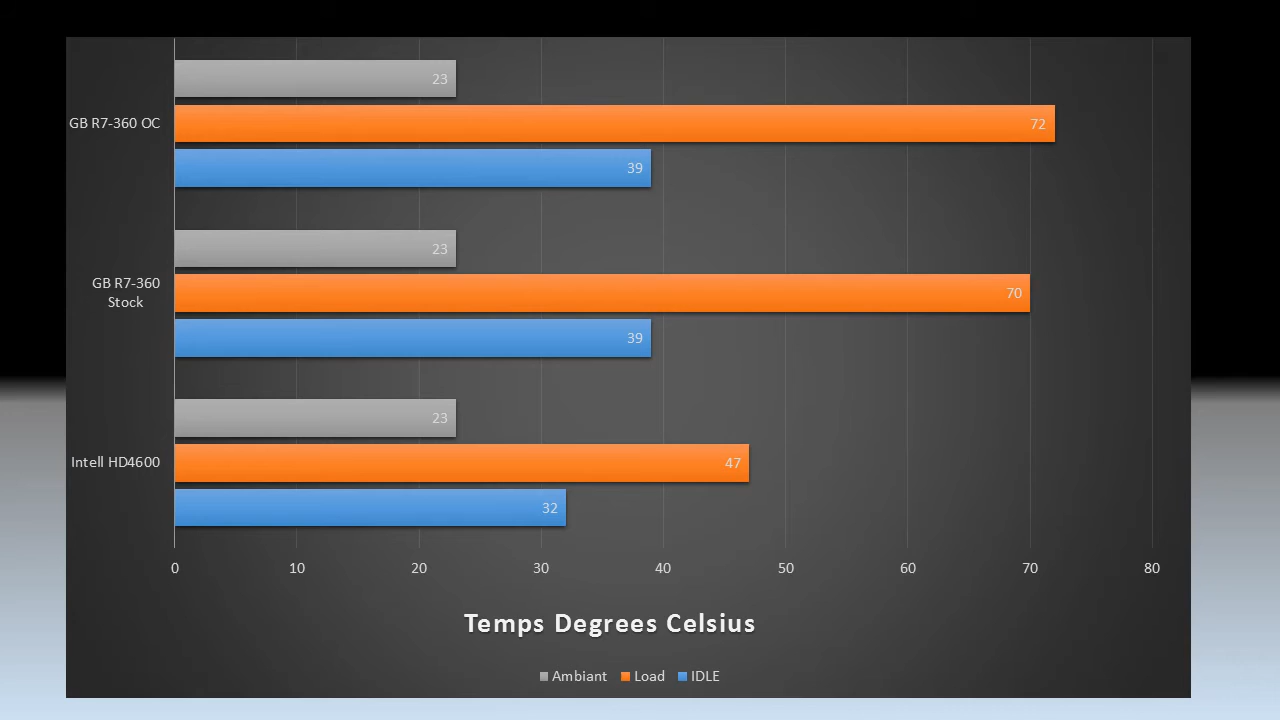 23
GB R7-360 OC
72
39
23
GB R7-360
Stock
70
39
23
Intell HD4600
47
32
0 10 20 30 40 50 60 70 80
Temps Degrees Celsius
Ambiant Load IDLE